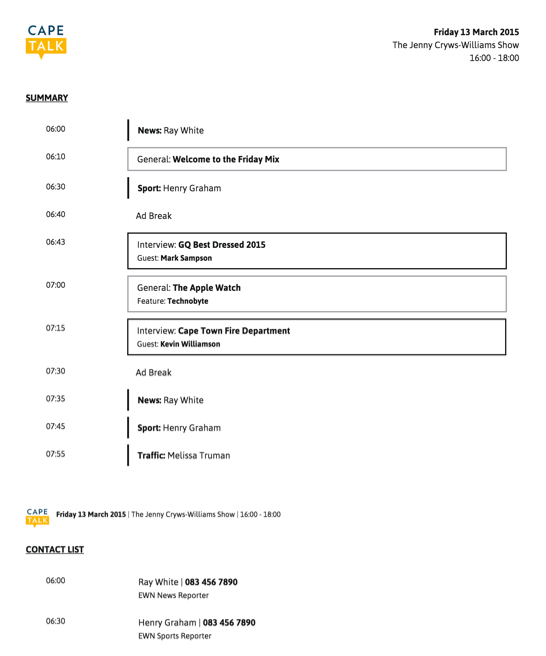 CAPE
TALK
Friday 13 March 2015
The Jenny Cryws-Williams Show
16:00 - 18:00
SUMMARY
06:00
News: Ray White
06:10
General: Welcome to the Friday Mix
06:30
Sport: Henry Graham
06:40
Ad Break
06:43
Interview: GQ Best Dressed 2015
Guest: Mark Sampson
07:00
General: The Apple Watch
Feature: Technobyte
07:15
Interview: Cape Town Fire Department
Guest: Kevin Williamson
07:30
Ad Break
07:35
News: Ray White
07:45
Sport: Henry Graham
07:55
Traffic: Melissa Truman
CAPE
TALK
Friday 13 March 2015 | The Jenny Cryws-Williams Show | 16:00 - 18:00
CONTACT LIST
06:00
Ray White | 083 456 7890
EWN News Reporter
06:30
Henry Graham | 083 456 7890
EWN Sports Reporter